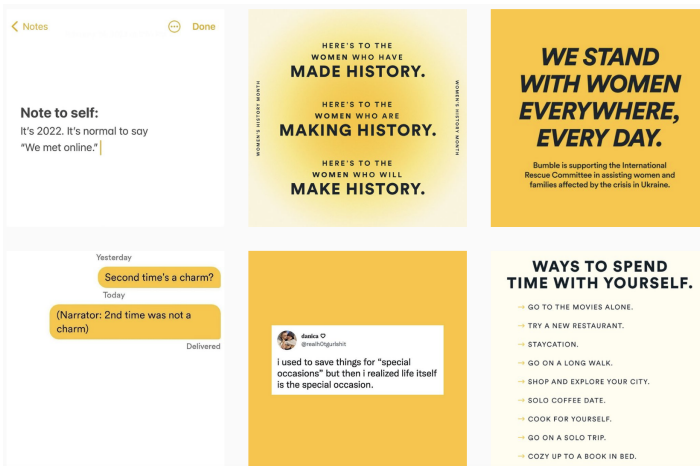 Notes
Done
Note to self:
It's 2022. It's normal to say
"We met online."
WOMEN'S HISTORY MONTH
HERE'S TO THE
WOMEN WHO HAVE
MADE HISTORY.
HERE'S TO THE
WOMEN WHO ARE
MAKING HISTORY.
HERE'S TO THE
WOMEN WHO WILL
MAKE HISTORY.
WOMEN'S HISTORY MONTH
WE STAND
WITH WOMEN
EVERYWHERE,
EVERY DAY.
Bumble is supporting the International
Rescue Committee in assisting women and
families affected by the crisis in Ukraine.
Yesterday
Second time's a charm?
Today
(Narrator: 2nd time was not a
charm)
Delivered
danica
@realh0tgurlshit
i used to save things for "special
occasions" but then i realized life itself
is the special occasion.
WAYS TO SPEND
TIME WITH YOURSELF.
→ GO TO THE MOVIES ALONE.
→ TRY A NEW RESTAURANT.
→ STAYCATION.
→ GO ON A LONG WALK.
→ SHOP AND EXPLORE YOUR CITY.
→ SOLO COFFEE DATE.
→ COOK FOR YOURSELF.
→ GO ON A SOLO TRIP.
→ COZY UP TO A BOOK IN BED.